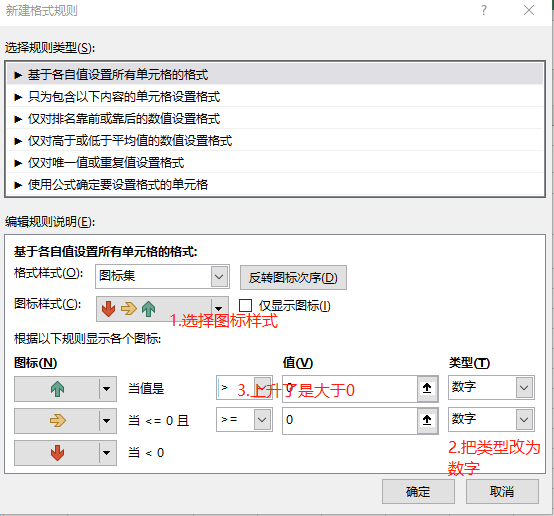 新建格式规则 ? ×
选择规则类型(S):
► 基于各自值设置所有单元格的格式
► 只为包含以下内容的单元格设置格式
► 仅对排名靠前或靠后的数值设置格式
► 仅对高于或低于平均值的数值设置格式
► 仅对唯一值或重复值设置格式
► 使用公式确定要设置格式的单元格
编辑规则说明(E):
基于各自值设置所有单元格的格式:
格式样式(O): 图标集 反转图标次序(D)
图标样式(C): 仅显示图标(I)
1.选择图标样式
根据以下规则显示各个图标:
图标(N) 值(V) 类型(T)
当值是 > 0 数字
3.上升了是大于0
当 <= 0 且 >= 0 数字
2.把类型改为
数字
当 < 0
确定 取消